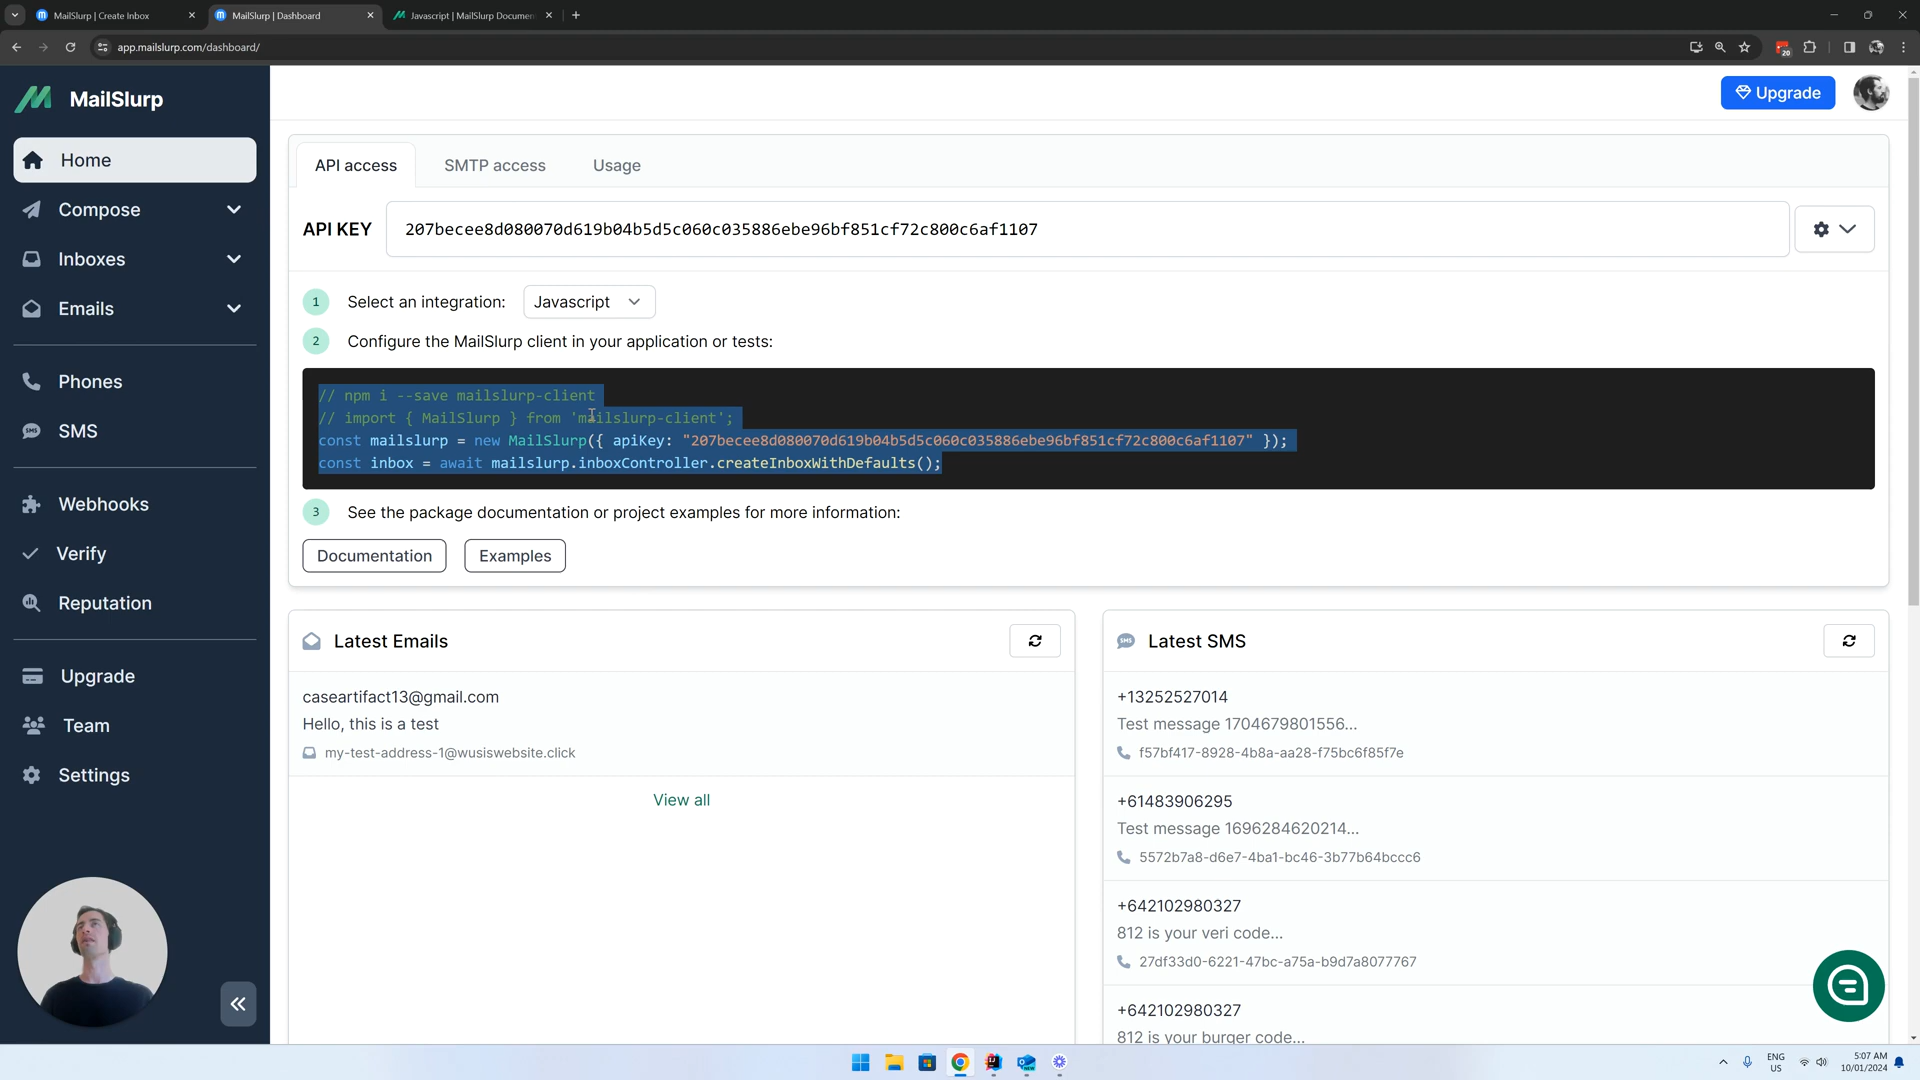 MailSlurp | Create Inbox
MailSlurp | Dashboard
Javascript | MailSlurp Documen
app.mailslurp.com/dashboard/
20
MailSlurp
Upgrade
Home
Compose
Inboxes
Emails
Phones
SMS
Webhooks
Verify
Reputation
Upgrade
Team
Settings
API access
SMTP access
Usage
API KEY
207becee8d080070d619b04b5d5c060c035886ebe96bf851cf72c800c6af1107
1 Select an integration: Javascript
2 Configure the MailSlurp client in your application or tests:
// npm i --save mailslurp-client
// import { MailSlurp } from 'mailslurp-client';
const mailslurp = new MailSlurp({ apiKey: "207becee8d080070d619b04b5d5c060c035886ebe96bf851cf72c800c6af1107" });
const inbox = await mailslurp.inboxController.createInboxWithDefaults();
3 See the package documentation or project examples for more information:
Documentation
Examples
Latest Emails
caseartifact13@gmail.com
Hello, this is a test
my-test-address-1@wusiswebsite.click
View all
SMS Latest SMS
+13252527014
Test message 1704679801556...
f57bf417-8928-4b8a-aa28-f75bc6f85f7e
+61483906295
Test message 1696284620214...
5572b7a8-d6e7-4ba1-bc46-3b77b64bccc6
+642102980327
812 is your veri code...
27df33d0-6221-47bc-a75a-b9d7a8077767
+642102980327
812 is your burger code...
ENG
US
5:07 AM
10/01/2024